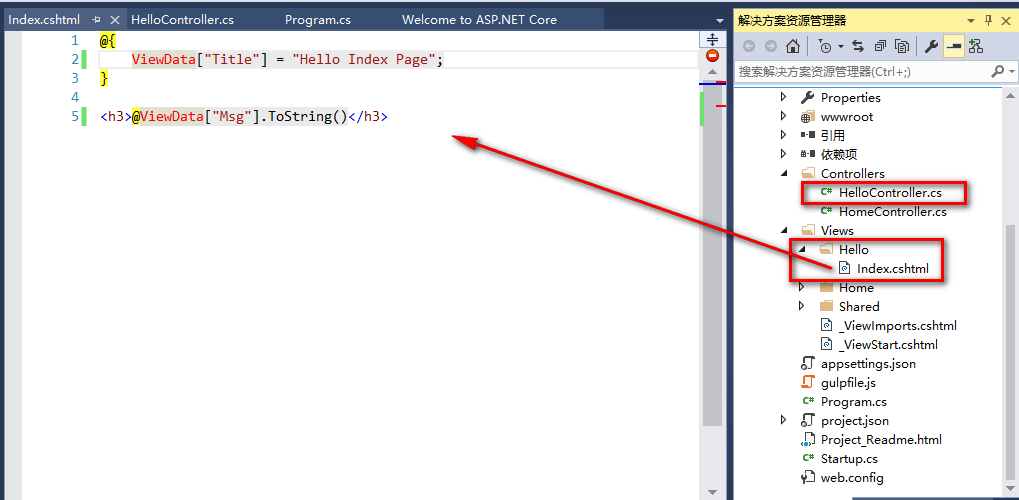 Index.cshtml
HelloController.cs
Program.cs
Welcome to ASP.NET Core
1 @{
2 ViewData["Title"] = "Hello Index Page";
3 }
4
5 <h3>@ViewData["Msg"].ToString()</h3>
解决方案资源管理器
搜索解决方案资源管理器(Ctrl+;)
Properties
wwwroot
引用
依赖项
Controllers
C# HelloController.cs
C# HomeController.cs
Views
Hello
Index.cshtml
Home
Shared
_ViewImports.cshtml
_ViewStart.cshtml
appsettings.json
gulpfile.js
C# Program.cs
project.json
Project_Readme.html
C# Startup.cs
web.config